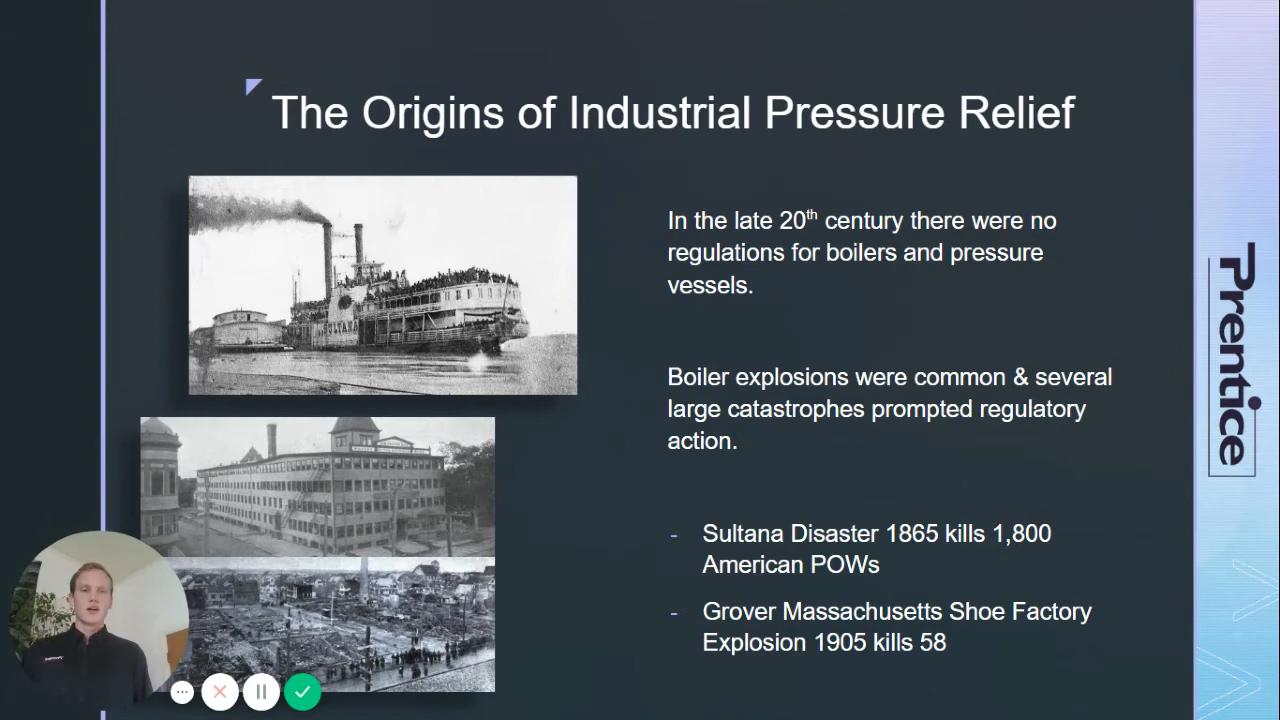 The Origins of Industrial Pressure Relief
SULTANA
In the late 20th century there were no
regulations for boilers and pressure
vessels.
Boiler explosions were common & several
large catastrophes prompted regulatory
action.
- Sultana Disaster 1865 kills 1,800
American POWs
- Grover Massachusetts Shoe Factory
Explosion 1905 kills 58
Prentice